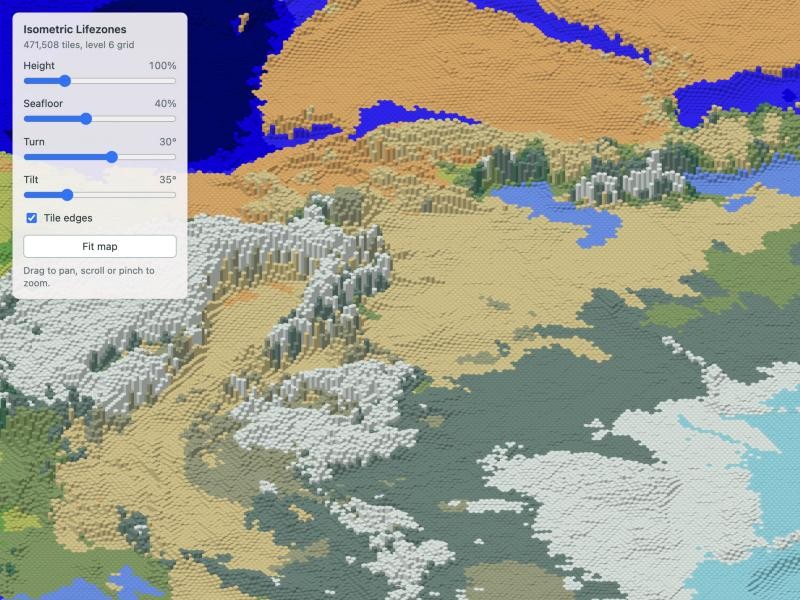 Isometric Lifezones
471,508 tiles, level 6 grid
Height 100%
Seafloor 40%
Turn 30°
Tilt 35°
Tile edges
Fit map
Drag to pan, scroll or pinch to
zoom.